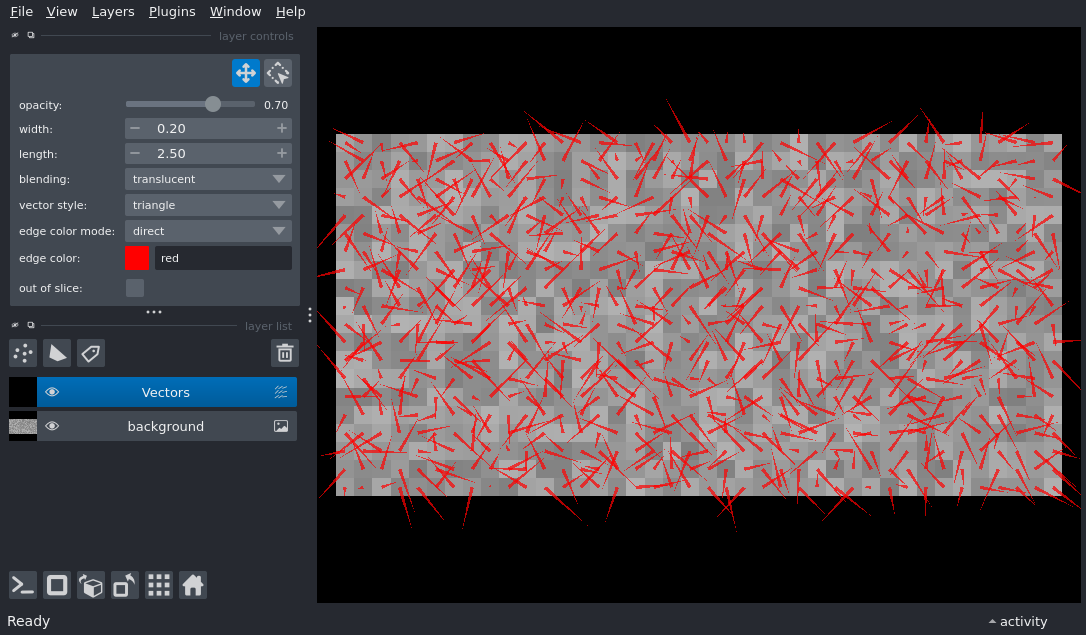 File View Layers Plugins Window Help
layer controls
opacity: 0.70
width: − 0.20 +
length: − 2.50 +
blending: translucent
vector style: triangle
edge color mode: direct
edge color: red
out of slice:
layer list
Vectors
background
Ready
activity